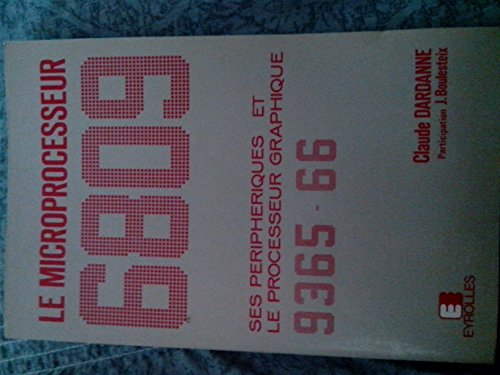 LE MICROPROCESSEUR
6809
SES PERIPHERIQUES ET
LE PROCESSEUR GRAPHIQUE
9365-66
Claude DARDANNE
Participation J. Boulesteix
E
EYROLLES